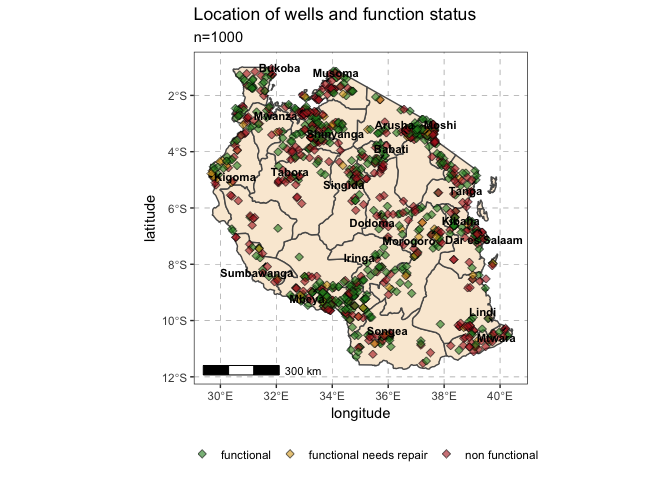 Location of wells and function status
n=1000
Bukoba
Musoma
2°S
Mwanza
Arusha
Moshi
Shinyanga
4°S
Babati
Tabora
Kigoma
Singida
Tanga
latitude
6°S
Dodoma
Kibaha
Morogoro
Dar es Salaam
8°S
Iringa
Sumbawanga
Mbeya
Lindi
10°S
Songea
Mtwara
300 km
12°S
30°E 32°E 34°E 36°E 38°E 40°E
longitude
functional functional needs repair non functional